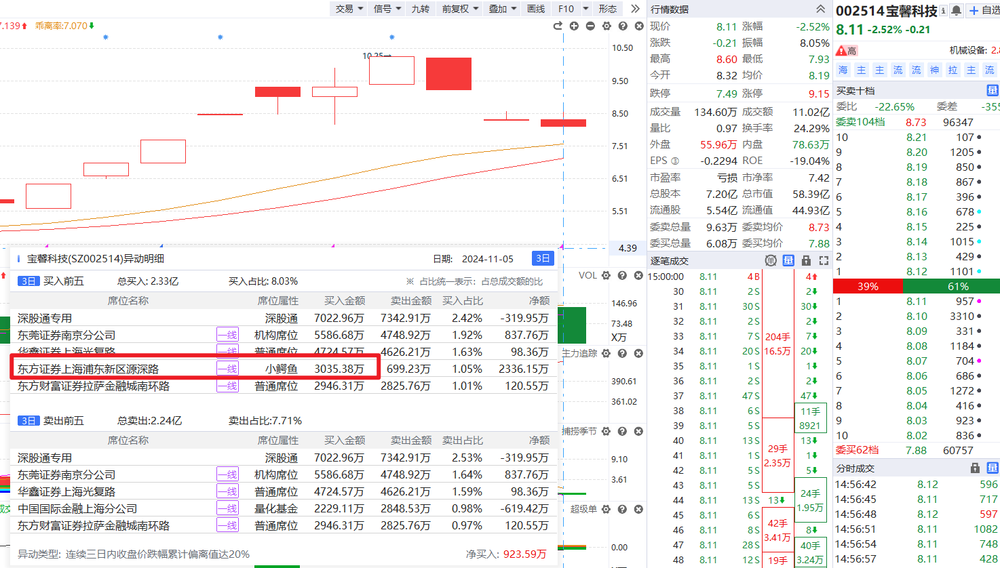 交易 信号 九转 前复权 叠加 画线 F10 形态
7.139 乖离率:7.070
10.25→
10.50
9.50
8.50
7.51
6.51
5.51
4.39
VOL
146.96
73.48
X万
主力追踪
390.61
361.02
捕捞季节
9.10
3.61
超级单
0.00
宝馨科技(SZ002514)异动明细 日期: 2024-11-05 3日
3日 买入前五 总买入: 2.33亿 买入占比: 8.03% ※ 占比统一表示: 占总成交额的比
席位名称 席位属性 买入金额 卖出金额 买入占比 净额
深股通专用 深股通 7022.96万 7342.91万 2.42% -319.95万
东莞证券南京分公司 一线 机构席位 5586.68万 4748.92万 1.92% 837.76万
华鑫证券上海光复路 一线 普通席位 4724.57万 4626.21万 1.63% 98.36万
东方证券上海浦东新区源深路 一线 小鳄鱼 3035.38万 699.23万 1.05% 2336.15万
东方财富证券拉萨金融城南环路 一线 普通席位 2946.31万 2825.76万 1.01% 120.55万
3日 卖出前五 总卖出:2.24亿 卖出占比:7.71%
席位名称 席位属性 买入金额 卖出金额 卖出占比 净额
深股通专用 深股通 7022.96万 7342.91万 2.53% -319.95万
东莞证券南京分公司 一线 机构席位 5586.68万 4748.92万 1.64% 837.76万
华鑫证券上海光复路 一线 普通席位 4724.57万 4626.21万 1.59% 98.36万
中国国际金融上海分公司 一线 量化基金 2229.11万 2848.53万 0.98% -619.42万
东方财富证券拉萨金融城南环路 一线 普通席位 2946.31万 2825.76万 0.97% 120.55万
异动类型: 连续三日内收盘价跌幅累计偏离值达20% 净买入: 923.59万
行情数据
现价 8.11 涨幅 -2.52%
涨跌 -0.21 振幅 8.05%
最高 8.60 最低 7.93
今开 8.32 均价 8.19
跌停 7.49 涨停 9.15
成交量 134.60万 成交额 11.02亿
量比 0.97 换手率 24.29%
外盘 55.96万 内盘 78.63万
EPS ③ -0.2294 ROE -19.04%
市盈率 亏损 市净率 7.42
总股本 7.20亿 总市值 58.39亿
流通股 5.54亿 流通值 44.93亿
委卖总量 9.63万 委卖均价 8.73
委买总量 6.08万 委买均价 7.88
逐笔成交 单 量
15:00:00 8.11 4B 4
30 8.11 2S 2
31 8.11 30S 30
32 8.11 2S 2
33 8.11 7S 7
34 8.11 20S 20
35 8.11 1S 1
36 8.11 2S 2
37 8.11 47S 47
38 8.11 6S
39 8.11 5S
40 8.11 13S 13
41 8.11 1S 1
42 8.11 5S 5
43 8.11 5S
44 8.11 13S 13
45 8.11 6S
46 8.11 8S 8
47 8.11 28S
48 8.11 12S
204手
16.5万
11手
8921
29手
2.35万
24手
1.95万
42手
3.41万
40手
3.24万
19手
002514 宝馨科技 自选
8.11 -2.52% -0.21
高 机械设备: 2.8
海 主 主 流 流 神 拉 主 流
买卖十档 量
委比 -22.65% 委差 -355
委卖104档 8.73 96347
10 8.21 107
9 8.20 1205
8 8.19 850
7 8.18 867
6 8.17 396
5 8.16 678
4 8.15 225
3 8.14 1015
2 8.13 429
1 8.12 1101
39% 61%
1 8.11 957
2 8.10 3310
3 8.09 331
4 8.08 1184
5 8.07 704
6 8.06 686
7 8.05 1272
8 8.04 416
9 8.03 923
10 8.02 836
委买62档 7.88 60757
分时成交 量
14:56:42 8.12 596
14:56:45 8.11 717
14:56:48 8.12 597
14:56:51 8.11 1082
14:56:54 8.11 748
14:56:57 8.11 428